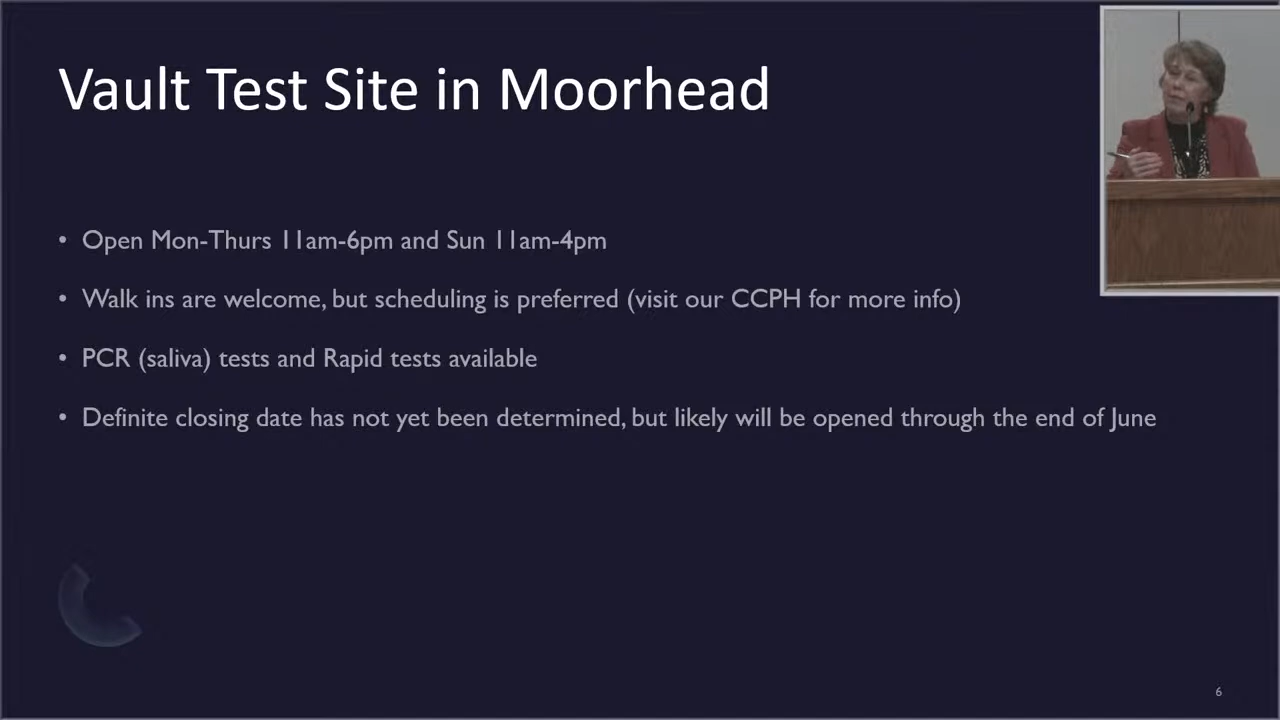 Vault Test Site in Moorhead
• Open Mon-Thurs 11am-6pm and Sun 11am-4pm
• Walk ins are welcome, but scheduling is preferred (visit our CCPH for more info)
• PCR (saliva) tests and Rapid tests available
• Definite closing date has not yet been determined, but likely will be opened through the end of June
6